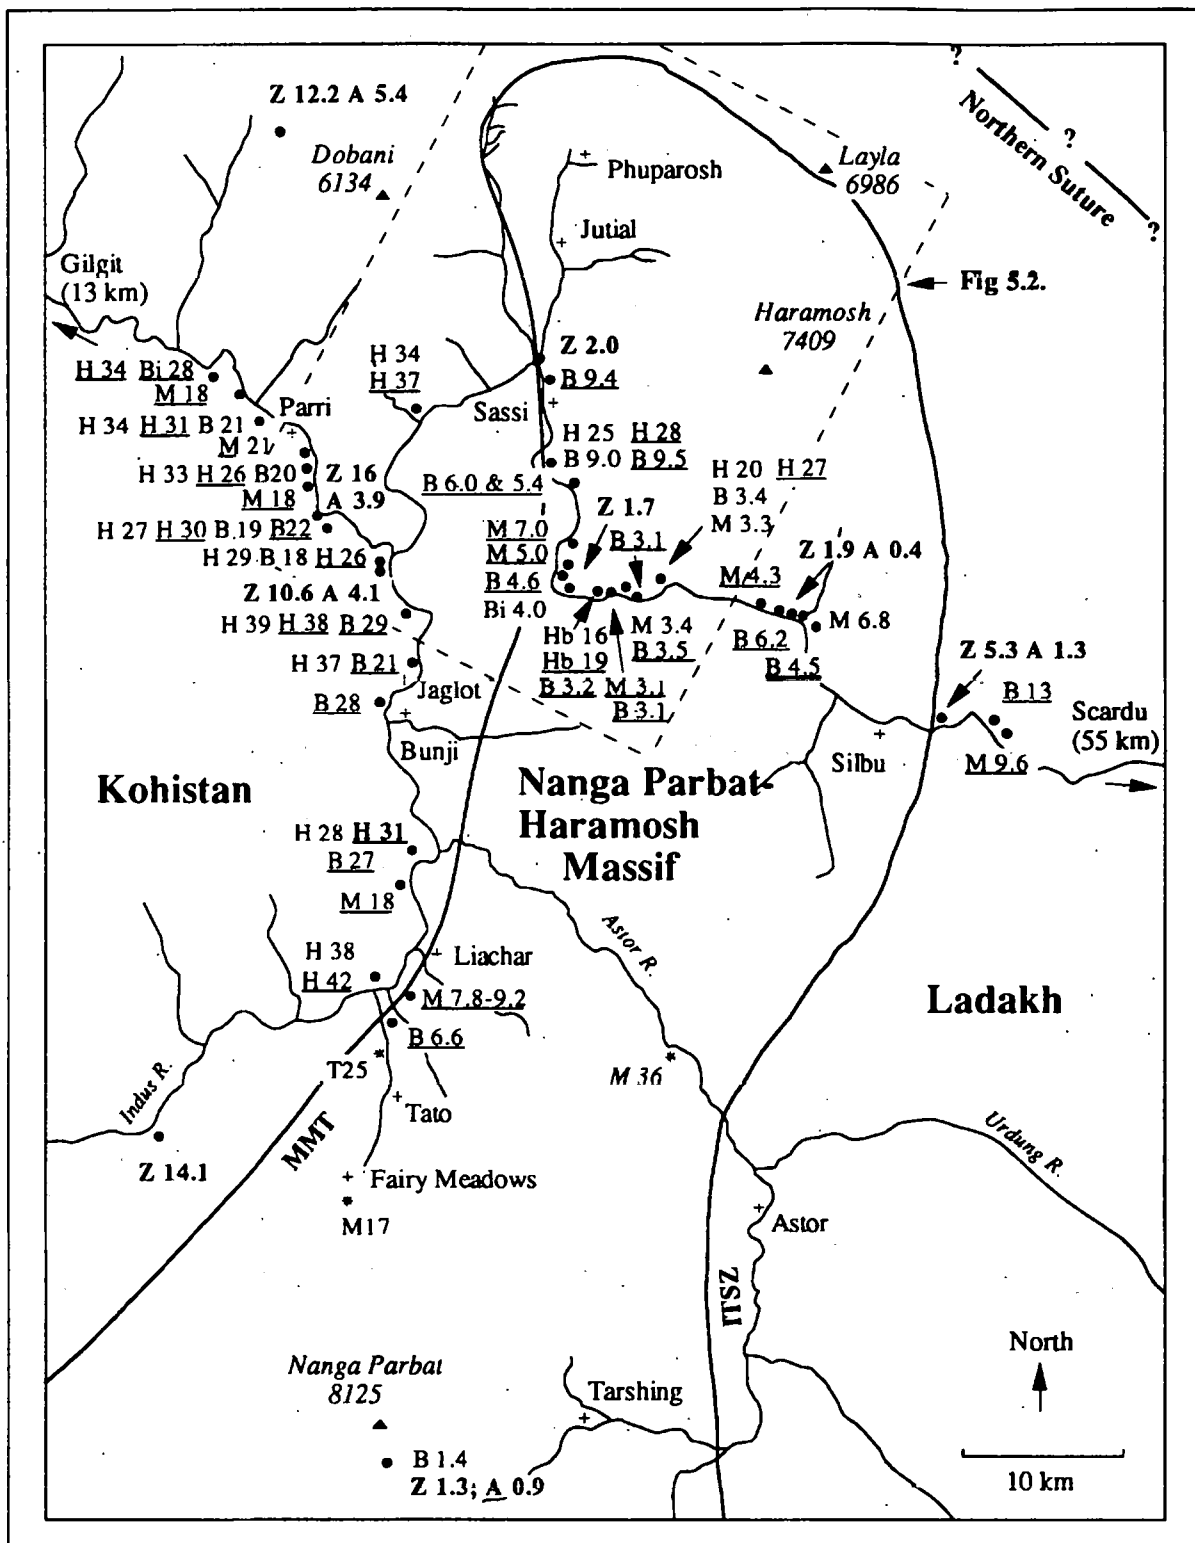 Z 12.2 A 5.4
Dobani
6134
Phuparosh
Layla
6986
?
Northern Suture
?
?
Jutial
Gilgit
(13 km)
Fig 5.2.
Haramosh
7409
Z 2.0
H 34
H 37
B 9.4
H 34 Bi 28
M 18
Parri
Sassi
H 34 H 31 B 21
M 21
H 25 H 28
B 9.0 B 9.5
H 33 H 26 B20
M 18
Z 16
A 3.9
B 6.0 & 5.4
H 20 H 27
B 3.4
M 3.3
Z 1.7
H 27 H 30 B 19 B22
M 7.0
M 5.0
B 4.6
Bi 4.0
B 3.1
Z 1.9 A 0.4
H 29 B 18 H 26
Z 10.6 A 4.1
M 4.3
H 39 H 38 B 29
Hb 16
Hb 19
B 3.2
M 3.4
B 3.5
M 3.1
B 3.1
M 6.8
B 6.2
B 4.5
H 37 B 21
Z 5.3 A 1.3
Jaglot
B 28
B 13
Scardu
(55 km)
Bunji
Silbu
M 9.6
Kohistan
Nanga Parbat-
Haramosh
Massif
H 28 H 31
B 27
M 18
Astor R.
H 38
H 42
Liachar
Ladakh
M 7.8-9.2
B 6.6
T25
M 36
Indus R.
Tato
MMT
Urdung R.
Z 14.1
Fairy Meadows
M17
Astor
ITSZ
North
Nanga Parbat
8125
Tarshing
B 1.4
Z 1.3; A 0.9
10 km